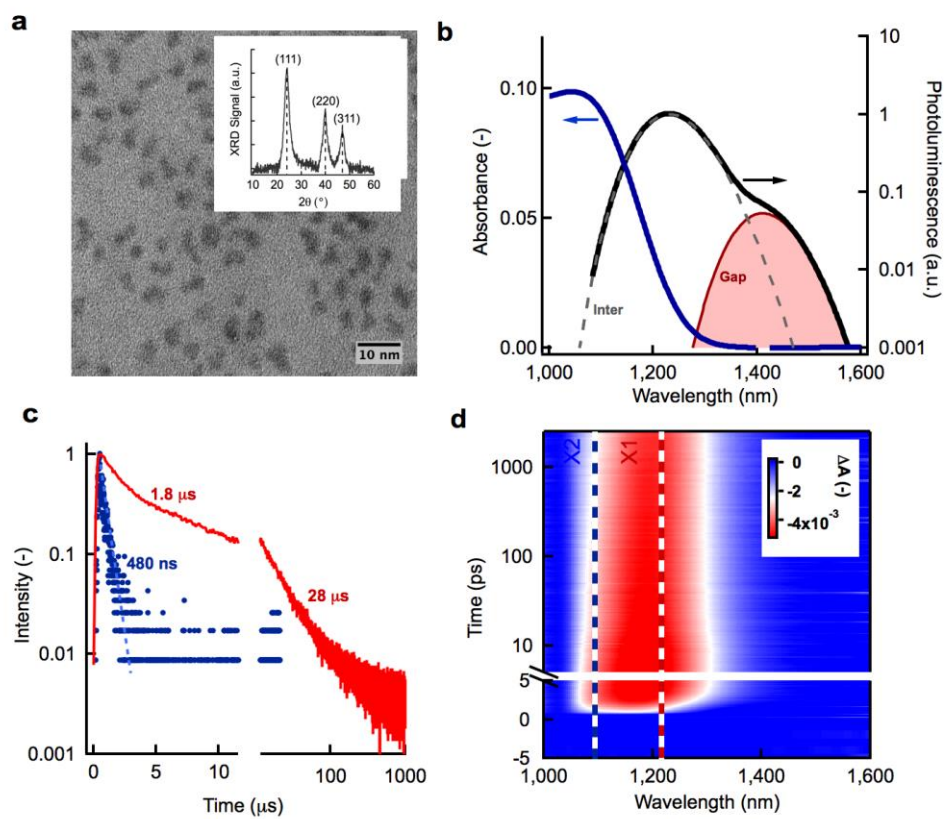 a
XRD Signal (a.u.)
(111)
(220)
(311)
10 20 30 40 50 60
2θ (°)
10 nm
b
Absorbance (-)
0.10
0.05
0.00
Inter
Gap
10
1
0.1
0.01
0.001
Photoluminescence (a.u.)
1,000 1,200 1,400 1,600
Wavelength (nm)
c
Intensity (-)
1
0.1
0.01
0.001
1.8 µs
480 ns
28 µs
0 5 10 100 1000
Time (µs)
d
Time (ps)
1000
100
10
5
0
-5
X2
X1
0
-2
-4x10-3
ΔA (-)
1,000 1,200 1,400 1,600
Wavelength (nm)